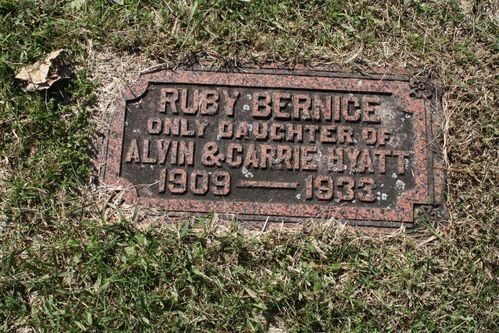 RUBY BERNICE
ONLY DAUGHTER OF
ALVIN & CARRIE HYATT
1909 — 1933